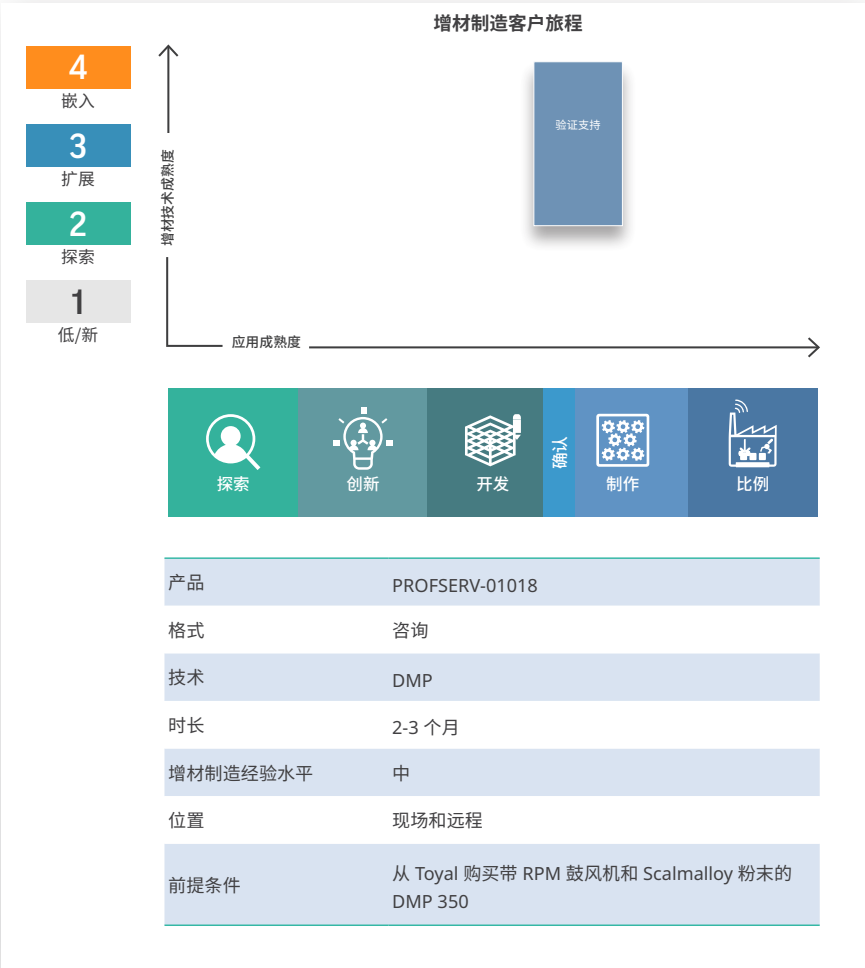 增材制造客户旅程
4
嵌入
3
扩展
2
探索
1
低/新
增材技术成熟度
验证支持
应用成熟度
探索
创新
开发
确认
制作
比例
产品 PROFSERV-01018
格式 咨询
技术 DMP
时长 2-3 个月
增材制造经验水平 中
位置 现场和远程
前提条件 从 Toyal 购买带 RPM 鼓风机和 Scalmalloy 粉末的
DMP 350